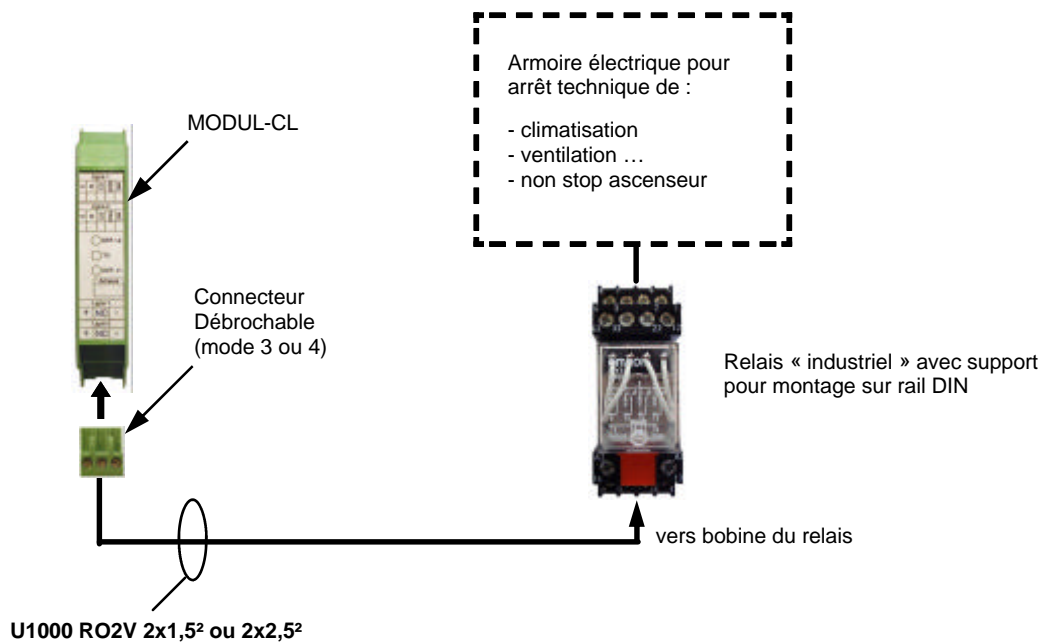 Armoire électrique pour
arrêt technique de :
- climatisation
- ventilation …
- non stop ascenseur
MODUL-CL
Connecteur
Débrochable
(mode 3 ou 4)
Relais « industriel » avec support
pour montage sur rail DIN
vers bobine du relais
U1000 RO2V 2x1,5² ou 2x2,5²